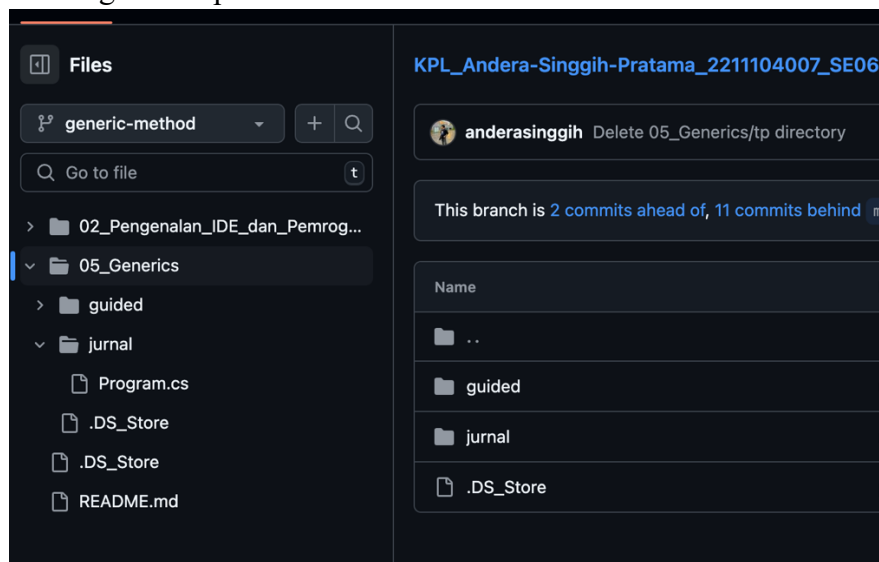 Files
generic-method
Go to file
t
02_Pengenalan_IDE_dan_Pemrog...
05_Generics
guided
jurnal
Program.cs
.DS_Store
.DS_Store
README.md
KPL_Andera-Singgih-Pratama_2211104007_SE06
anderasinggih Delete 05_Generics/tp directory
This branch is 2 commits ahead of, 11 commits behind
Name
..
guided
jurnal
.DS_Store